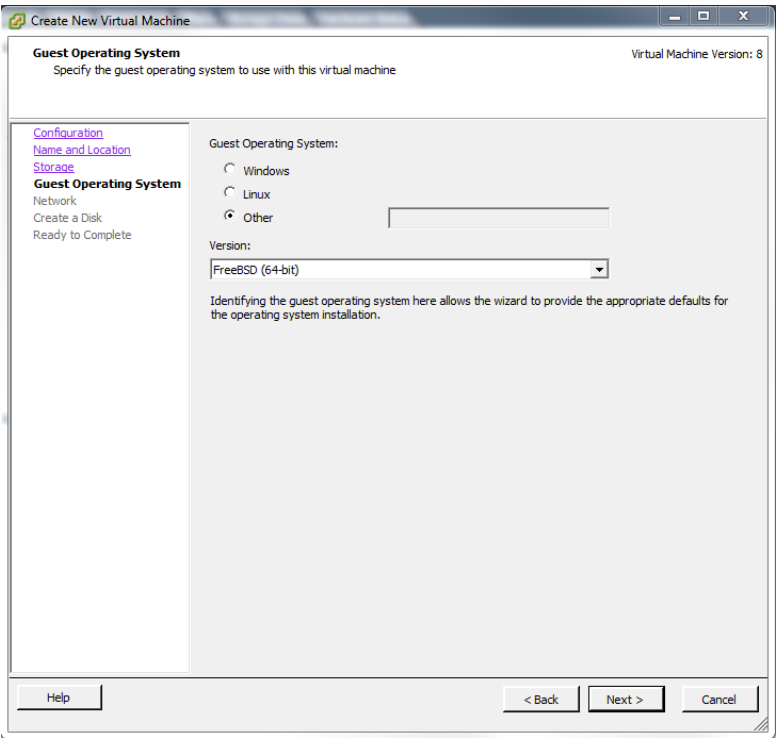 Create New Virtual Machine
Guest Operating System
Specify the guest operating system to use with this virtual machine
Virtual Machine Version: 8
Configuration
Name and Location
Storage
Guest Operating System
Network
Create a Disk
Ready to Complete
Guest Operating System:
Windows
Linux
Other
Version:
FreeBSD (64-bit)
Identifying the guest operating system here allows the wizard to provide the appropriate defaults for
the operating system installation.
Help
< Back
Next >
Cancel